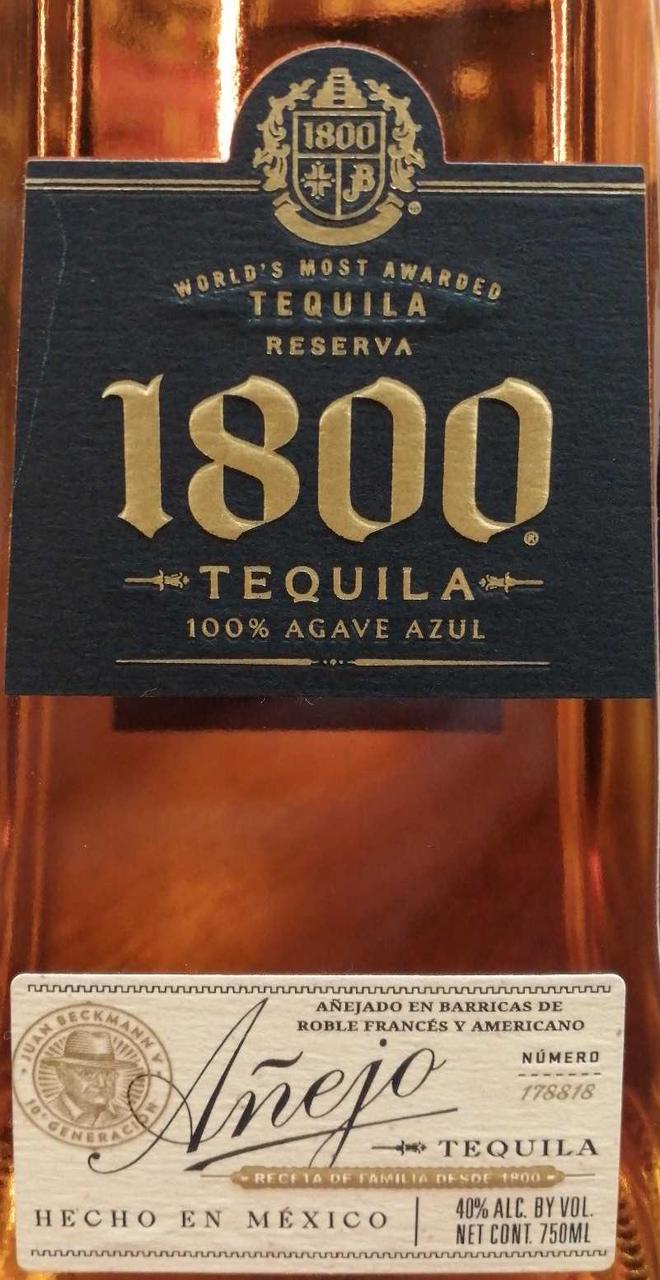 1800
JB
WORLD'S MOST AWARDED
TEQUILA
RESERVA
1800®
TEQUILA
100% AGAVE AZUL
AÑEJADO EN BARRICAS DE
ROBLE FRANCÉS Y AMERICANO
JUAN BECKMANN V
10ª GENERACIÓN
Añejo
NÚMERO
178818
TEQUILA
RECETA DE FAMILIA DESDE 1800
HECHO EN MÉXICO
40% ALC. BY VOL.
NET CONT. 750ML